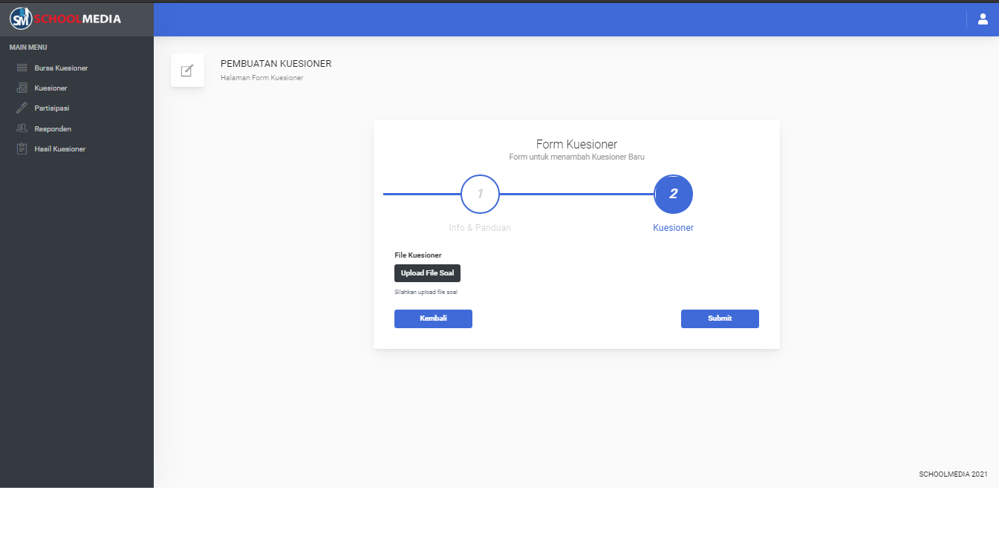 SM SCHOOLMEDIA
MAIN MENU
Bursa Kuesioner
Kuesioner
Partisipasi
Responden
Hasil Kuesioner
PEMBUATAN KUESIONER
Halaman Form Kuesioner
Form Kuesioner
Form untuk menambah Kuesioner Baru
1
2
Info & Panduan
Kuesioner
File Kuesioner
Upload File Soal
Silahkan upload file soal
Kembali
Submit
SCHOOLMEDIA 2021